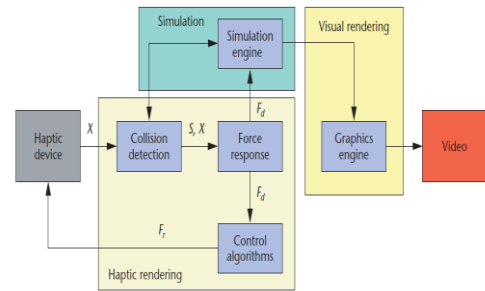 Simulation
Simulation
engine
Visual rendering
Haptic
device
X
Collision
detection
S, X
Force
response
F_d
Graphics
engine
Video
F_d
F_r
Control
algorithms
Haptic rendering